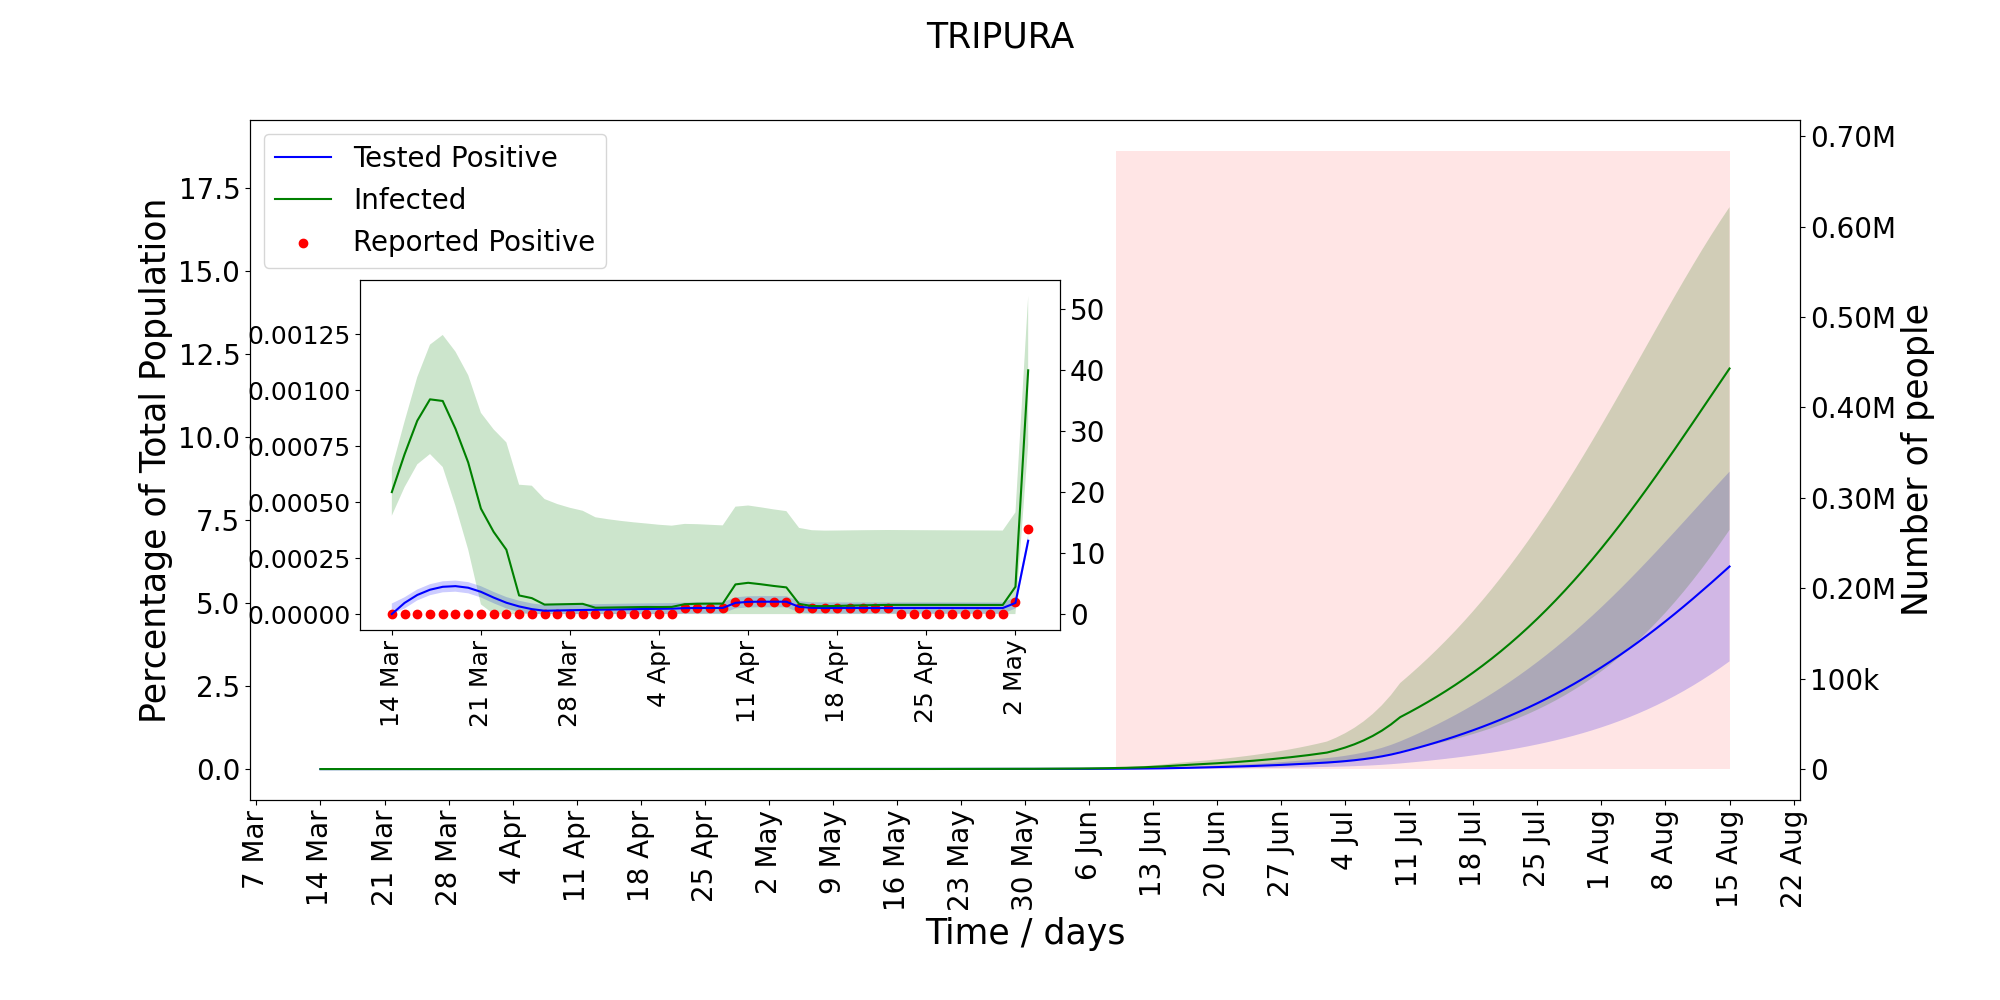 TRIPURA
Tested Positive
Infected
Reported Positive
Percentage of Total Population
17.5
15.0
12.5
10.0
7.5
5.0
2.5
0.0
0.00125
0.00100
0.00075
0.00050
0.00025
0.00000
50
40
30
20
10
0
14 Mar
21 Mar
28 Mar
4 Apr
11 Apr
18 Apr
25 Apr
2 May
0.70M
0.60M
0.50M
0.40M
0.30M
0.20M
100k
0
Number of people
7 Mar
14 Mar
21 Mar
28 Mar
4 Apr
11 Apr
18 Apr
25 Apr
2 May
9 May
16 May
23 May
30 May
6 Jun
13 Jun
20 Jun
27 Jun
4 Jul
11 Jul
18 Jul
25 Jul
1 Aug
8 Aug
15 Aug
22 Aug
Time / days